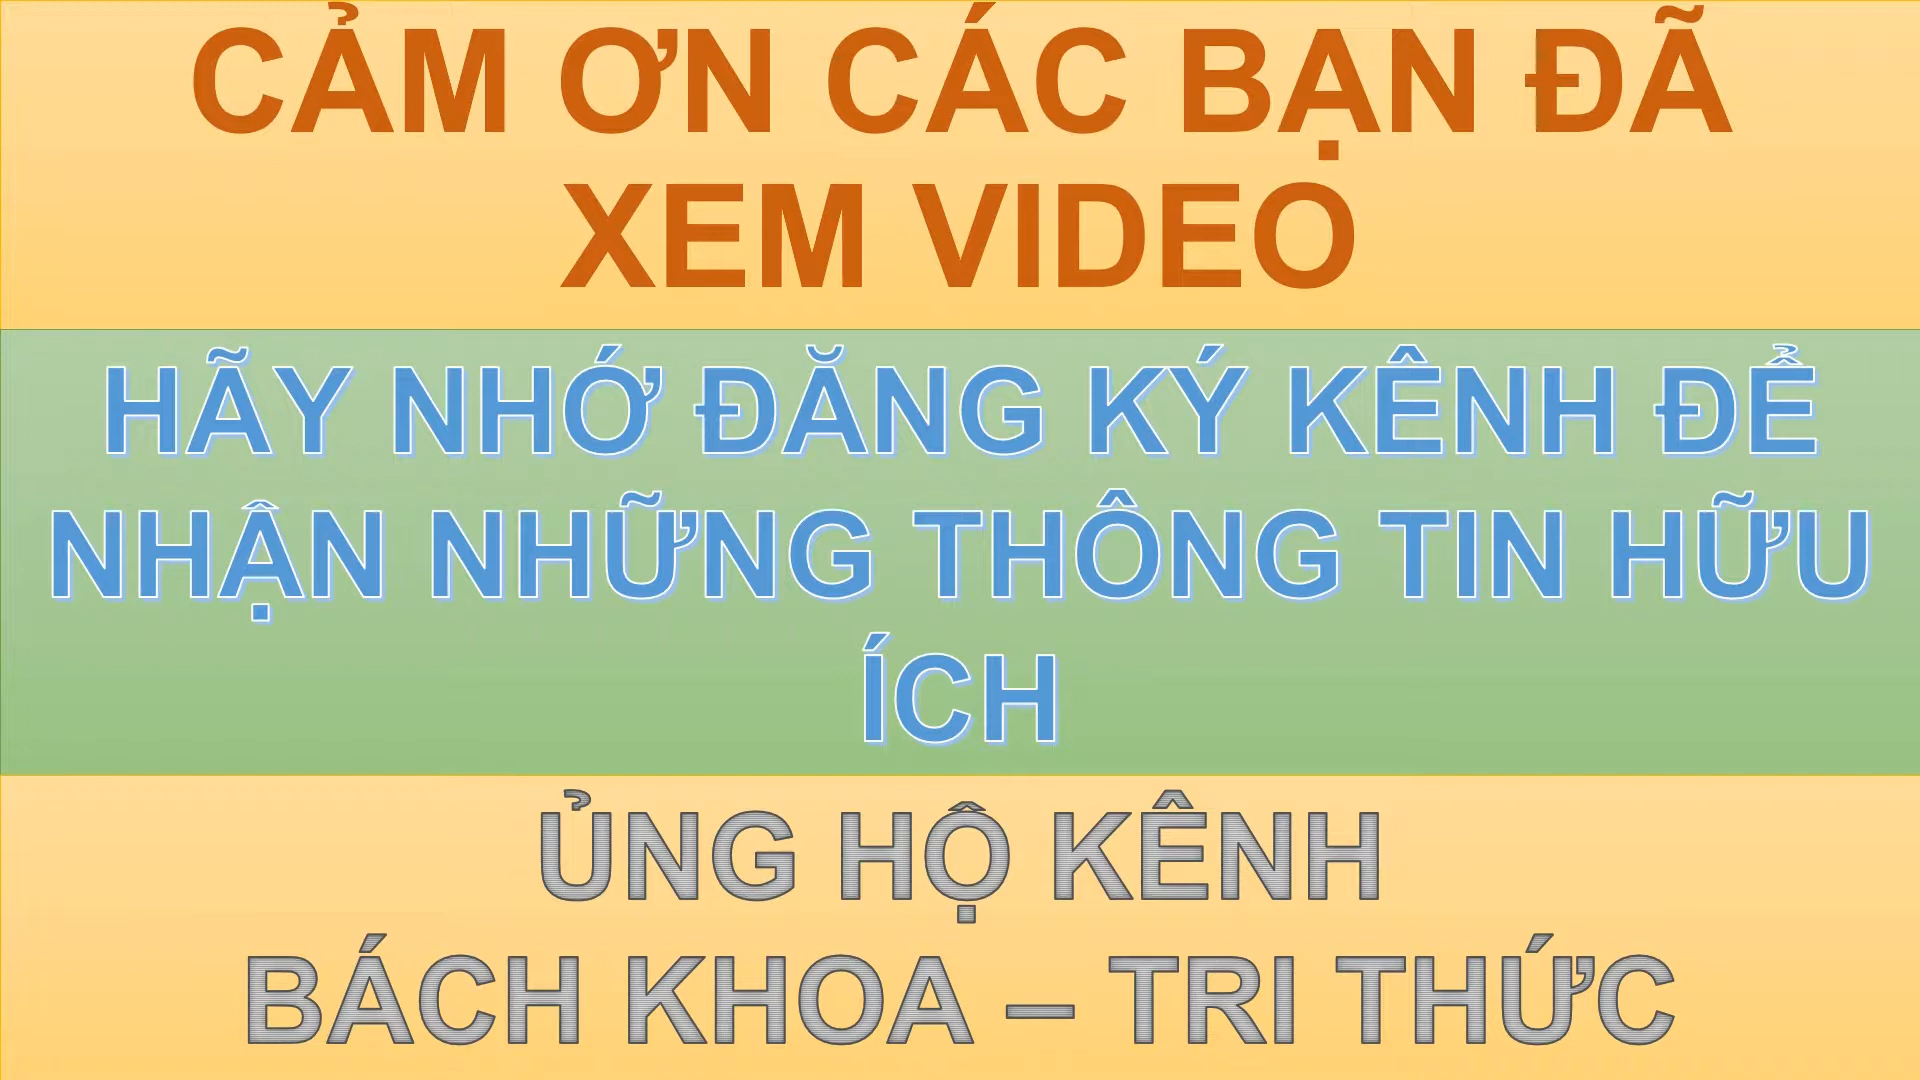 CẢM ƠN CÁC BẠN ĐÃ
XEM VIDEO
HÃY NHỚ ĐĂNG KÝ KÊNH ĐỂ
NHẬN NHỮNG THÔNG TIN HỮU
ÍCH
ỦNG HỘ KÊNH
BÁCH KHOA – TRI THỨC